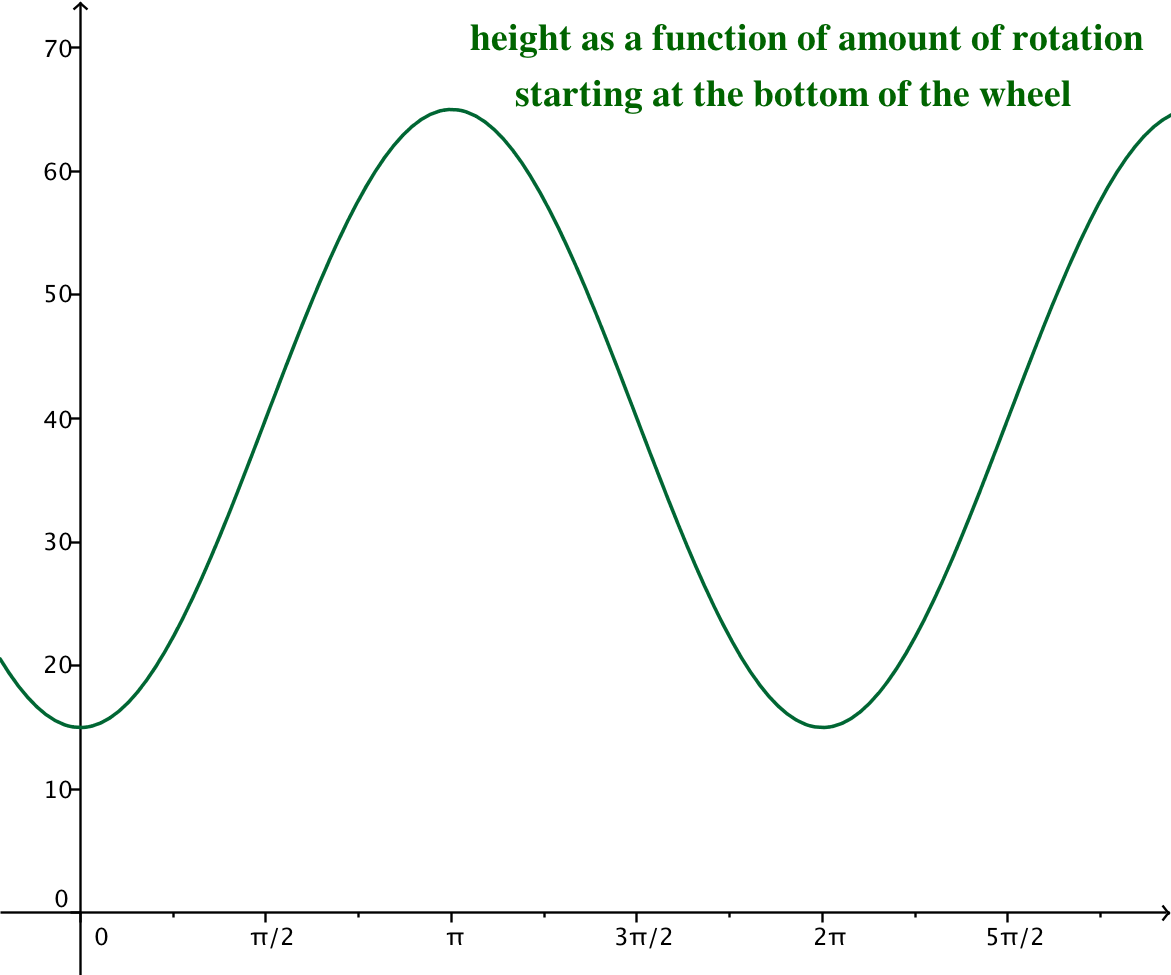 height as a function of amount of rotation
starting at the bottom of the wheel
70
60
50
40
30
20
10
0
0 π/2 π 3π/2 2π 5π/2